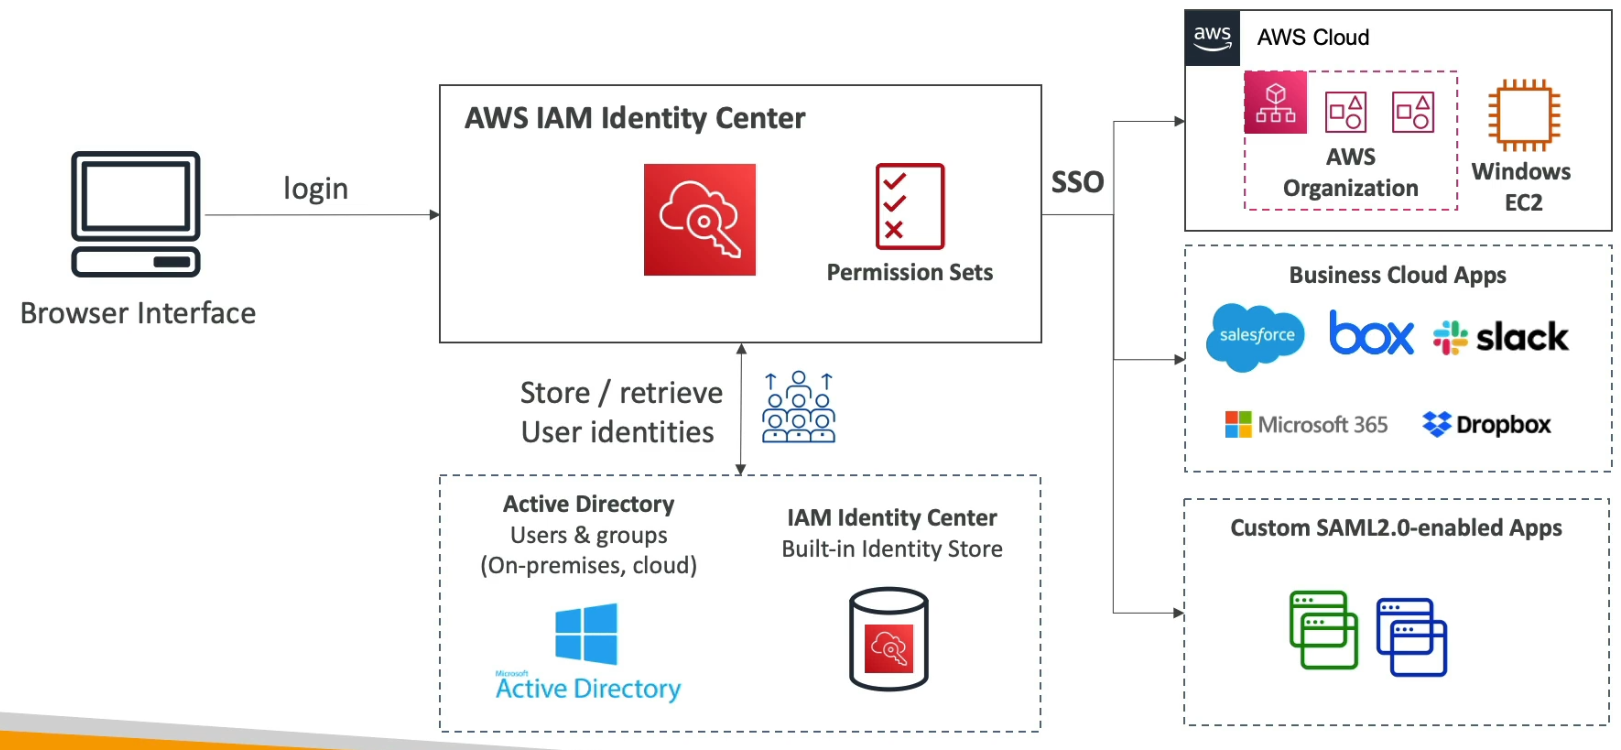 aws
AWS Cloud
AWS IAM Identity Center
AWS
Organization
Windows
EC2
login
SSO
Permission Sets
Browser Interface
Business Cloud Apps
salesforce
box
slack
Microsoft 365
Dropbox
Store / retrieve
User identities
Active Directory
Users & groups
(On-premises, cloud)
Microsoft
Active Directory
IAM Identity Center
Built-in Identity Store
Custom SAML2.0-enabled Apps